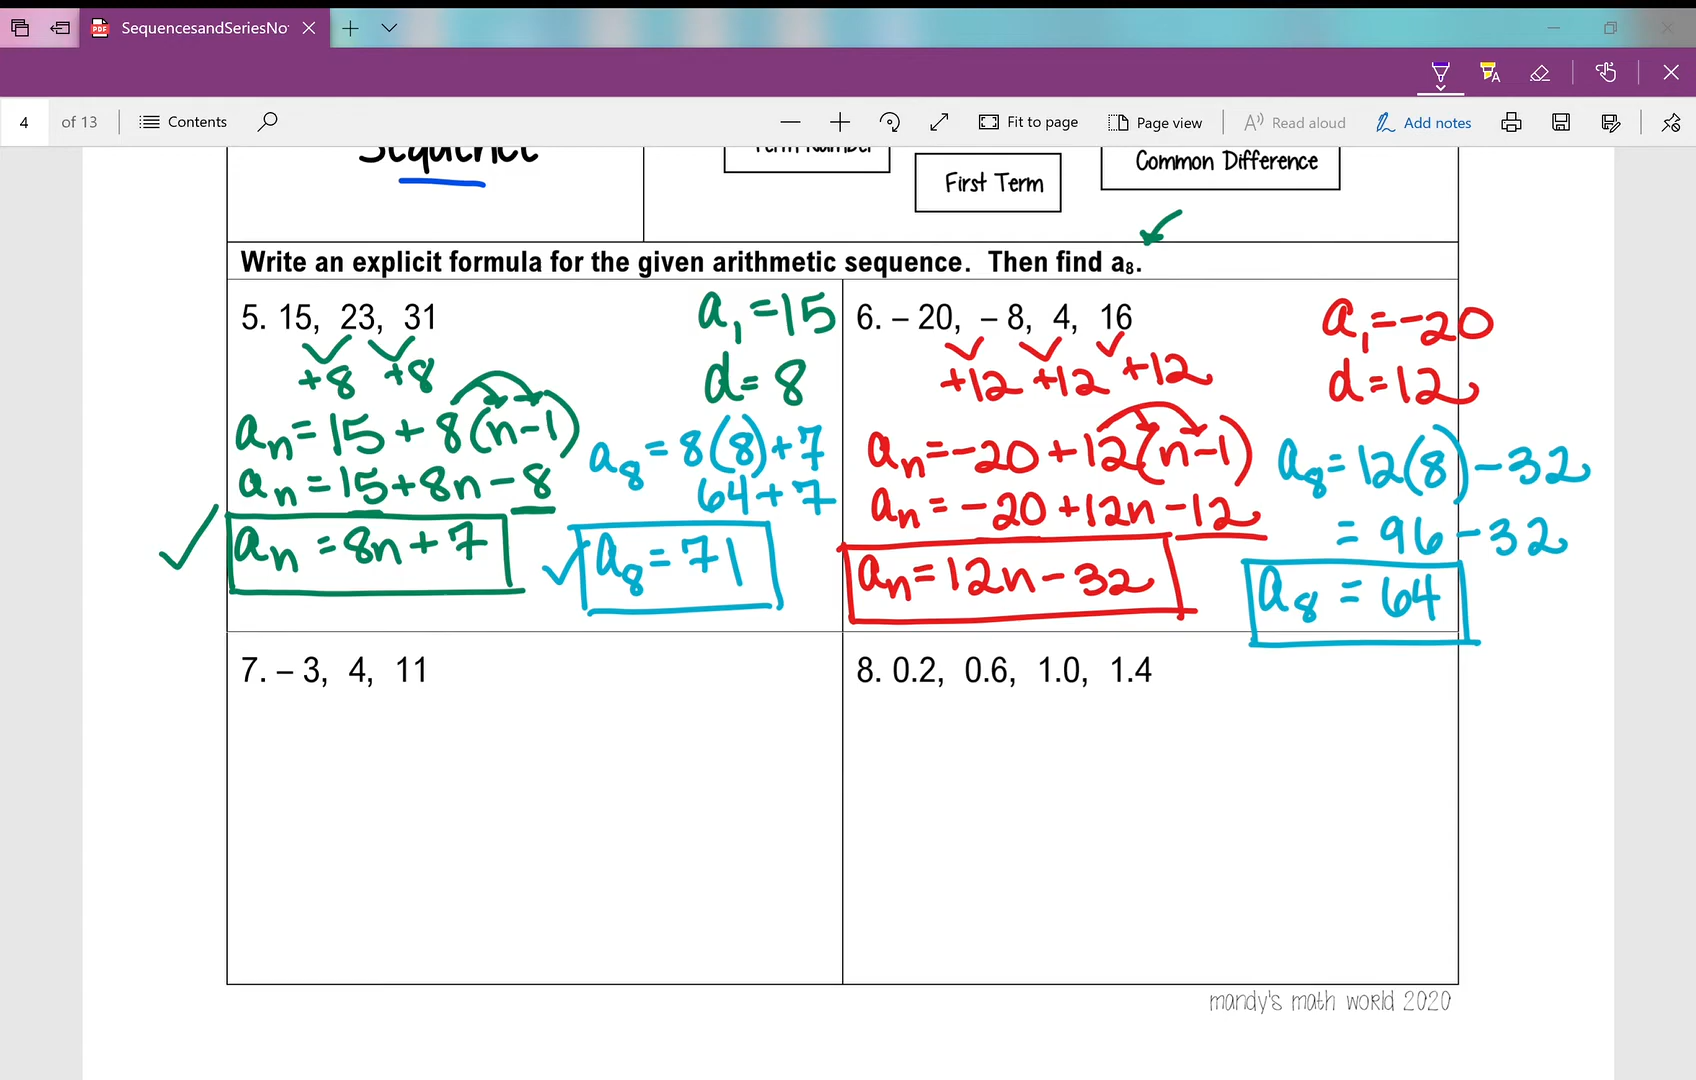 SequencesandSeriesNo
4 of 13
Contents
Fit to page
Page view
Read aloud
Add notes
Sequence
Term Number
First Term
Common Difference
Write an explicit formula for the given arithmetic sequence. Then find a₈.
5. 15, 23, 31
a₁ = 15
+8 +8
d = 8
aₙ = 15 + 8(n-1)
aₙ = 15 + 8n - 8
aₙ = 8n + 7
a₈ = 8(8) + 7
64 + 7
a₈ = 71
6. – 20, – 8, 4, 16
a₁ = -20
+12 +12 +12
d = 12
aₙ = -20 + 12(n-1)
aₙ = -20 + 12n - 12
aₙ = 12n - 32
a₈ = 12(8) - 32
= 96 - 32
a₈ = 64
7. – 3, 4, 11
8. 0.2, 0.6, 1.0, 1.4
mandy's math world 2020